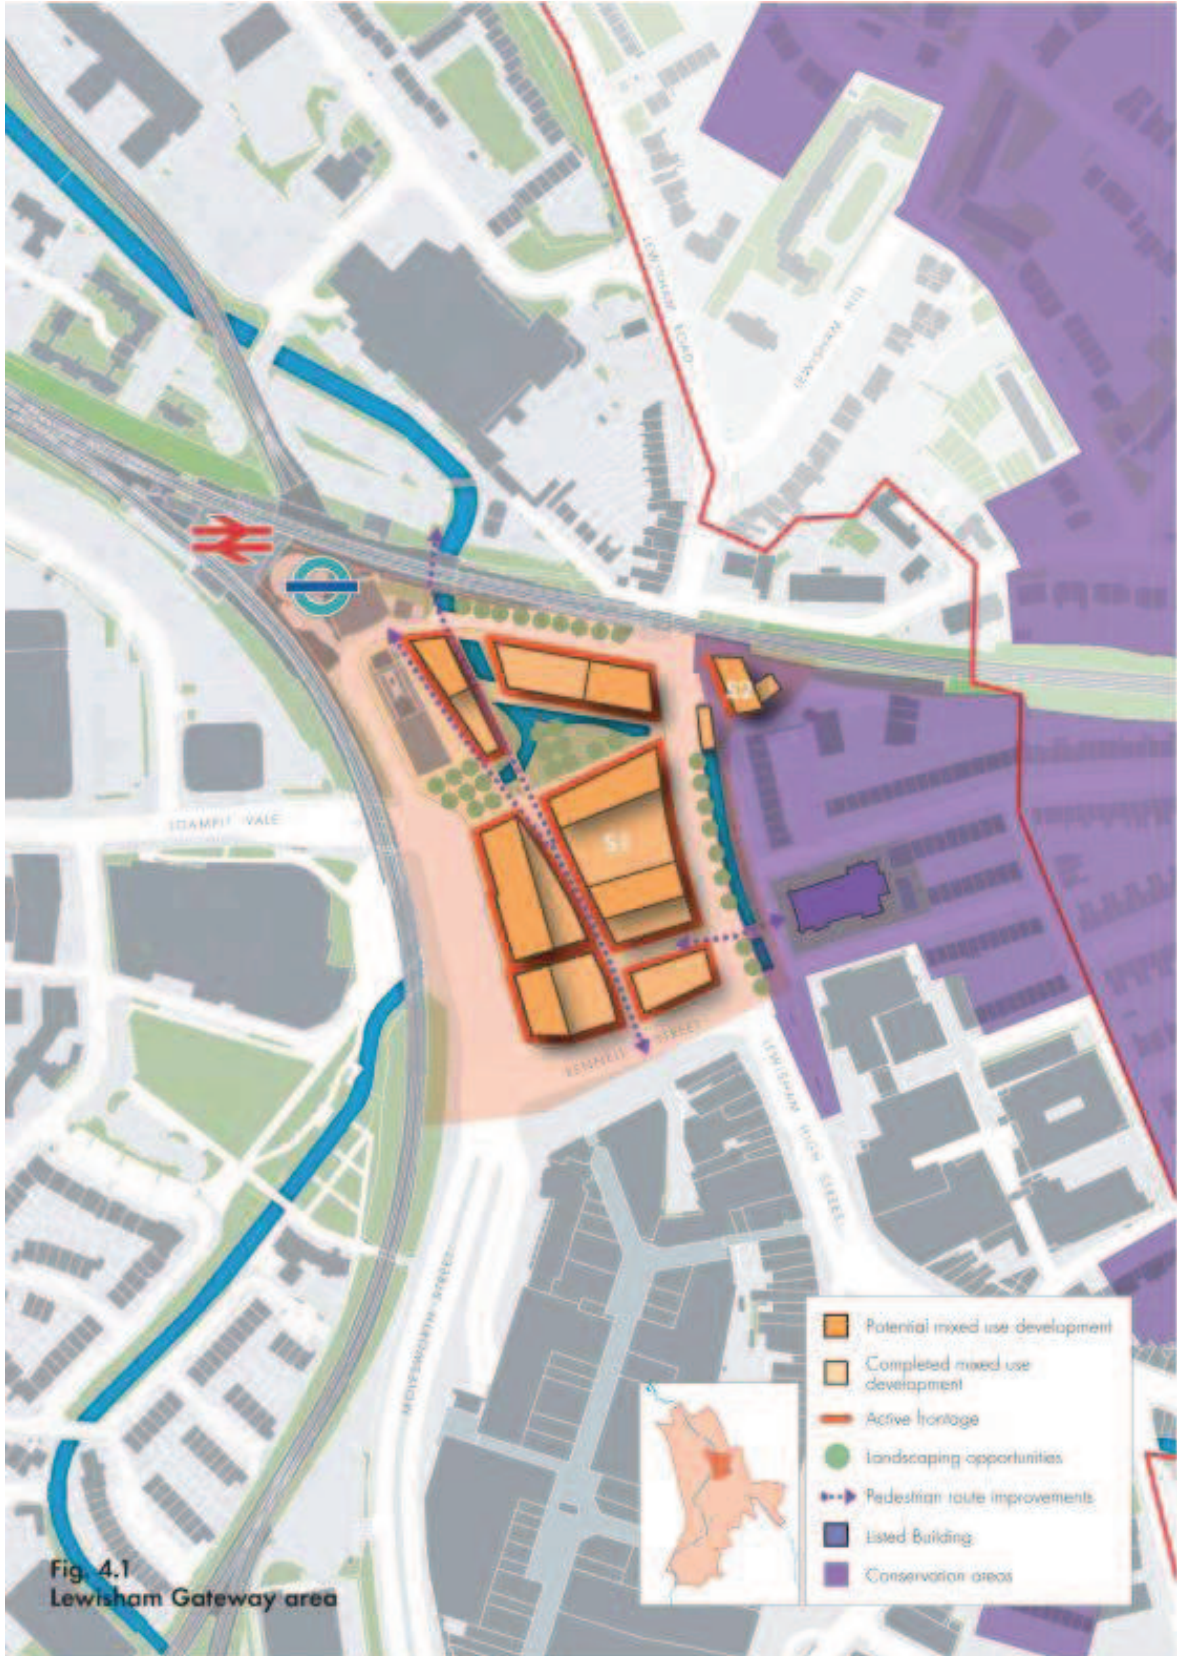 LEWISHAM ROAD
LEWISHAM HILL
S2
LOAMPIT VALE
S1
RENNELL STREET
LEWISHAM HIGH STREET
MOLESWORTH STREET
Potential mixed use development
Completed mixed use
development
Active frontage
Landscaping opportunities
Pedestrian route improvements
Listed Building
Conservation areas
Fig. 4.1
Lewisham Gateway area